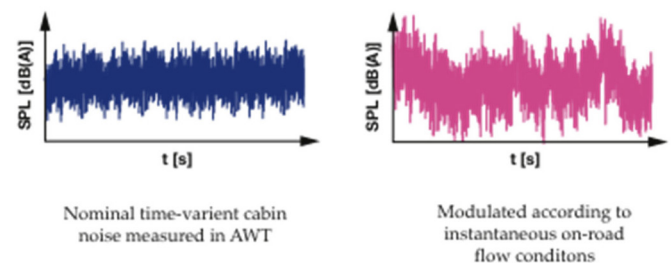 SPL [dB(A)]
t [s]
Nominal time-varient cabin
noise measured in AWT
SPL [dB(A)]
t [s]
Modulated according to
instantaneous on-road
flow conditons